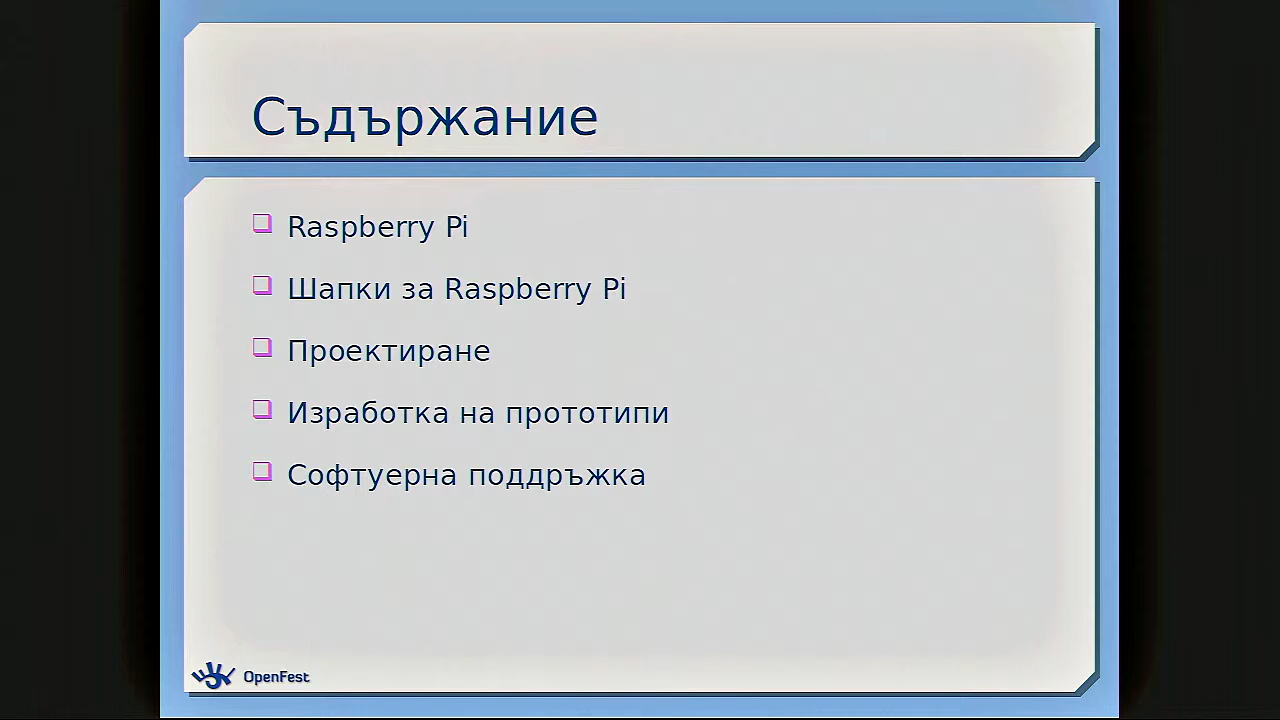 Съдържание
Raspberry Pi
Шапки за Raspberry Pi
Проектиране
Изработка на прототипи
Софтуерна поддръжка
OpenFest